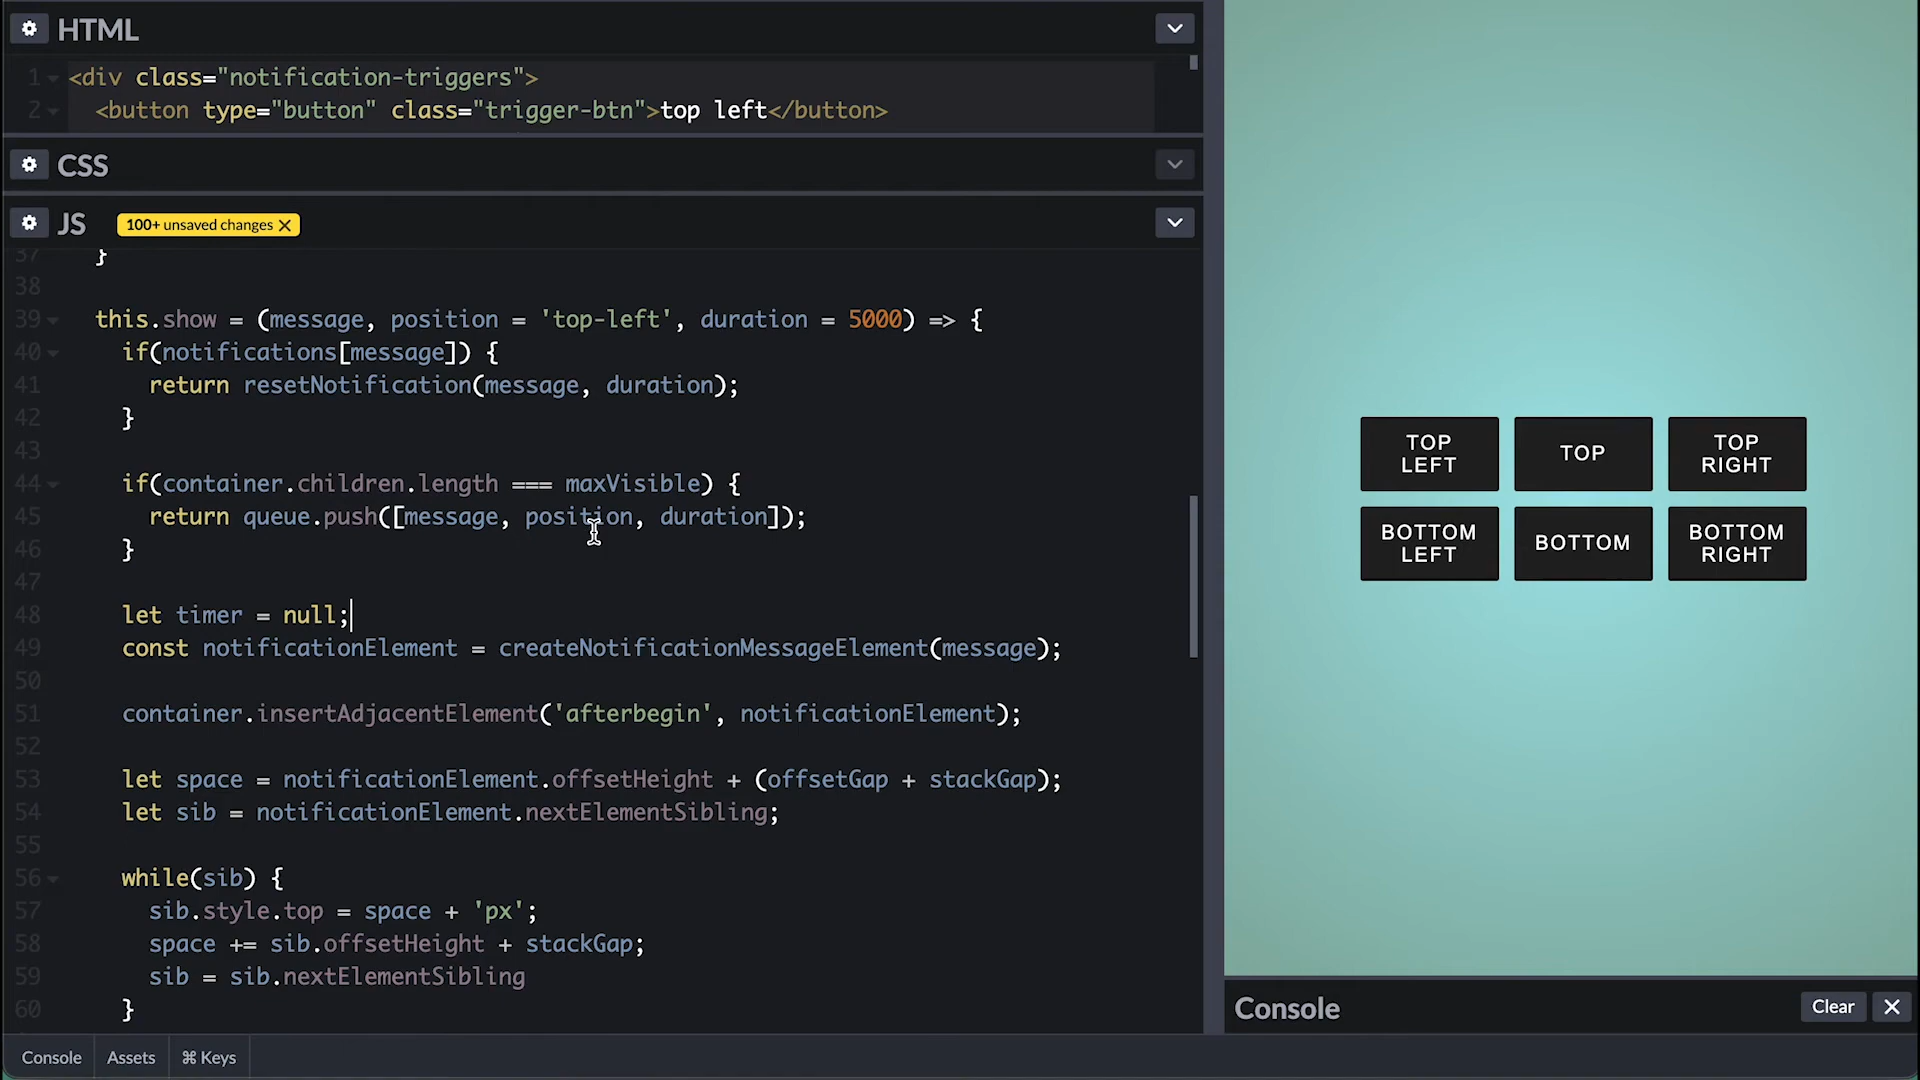 HTML
1 <div class="notification-triggers">
2 <button type="button" class="trigger-btn">top left</button>
CSS
JS 100+ unsaved changes
37 }
38
39 this.show = (message, position = 'top-left', duration = 5000) => {
40 if(notifications[message]) {
41 return resetNotification(message, duration);
42 }
43
44 if(container.children.length === maxVisible) {
45 return queue.push([message, position, duration]);
46 }
47
48 let timer = null;
49 const notificationElement = createNotificationMessageElement(message);
50
51 container.insertAdjacentElement('afterbegin', notificationElement);
52
53 let space = notificationElement.offsetHeight + (offsetGap + stackGap);
54 let sib = notificationElement.nextElementSibling;
55
56 while(sib) {
57 sib.style.top = space + 'px';
58 space += sib.offsetHeight + stackGap;
59 sib = sib.nextElementSibling
60 }
Console Assets ⌘ Keys
TOP
LEFT
TOP
TOP
RIGHT
BOTTOM
LEFT
BOTTOM
BOTTOM
RIGHT
Console Clear